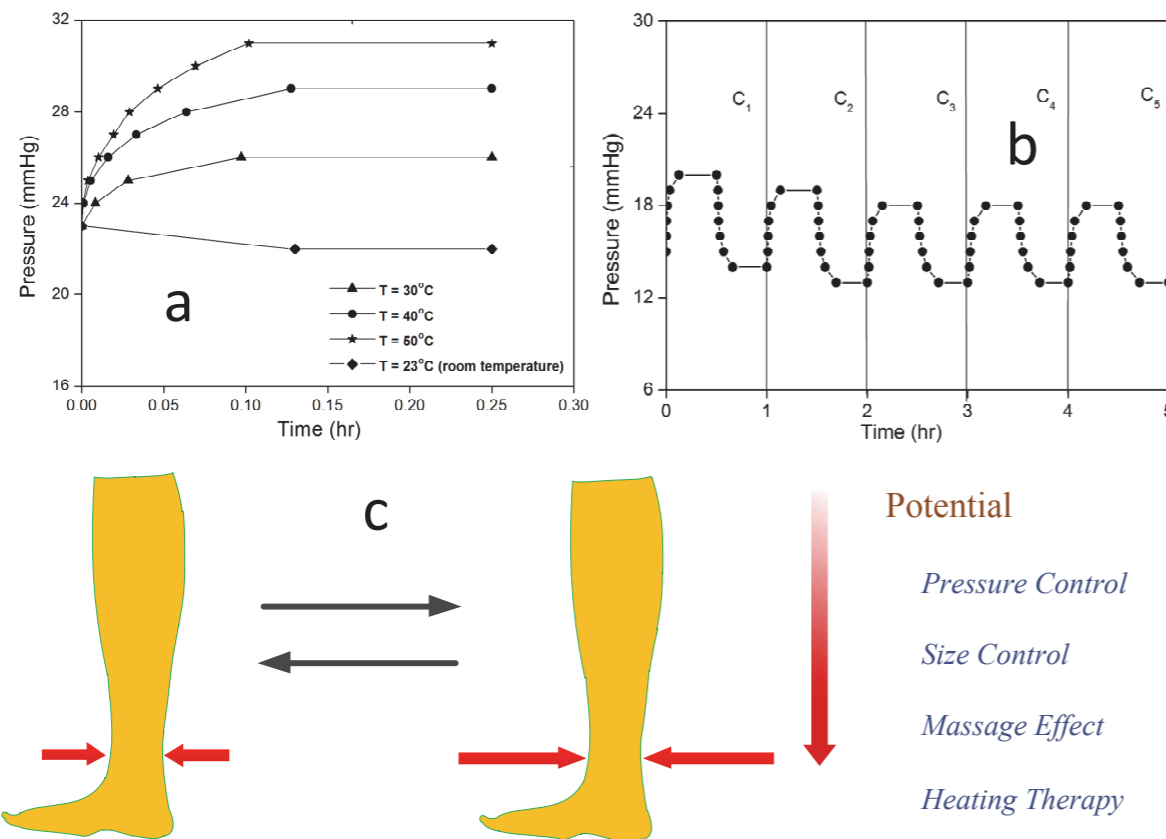 32
28
24
20
16
Pressure (mmHg)
a
T = 30°C
T = 40°C
T = 50°C
T = 23°C (room temperature)
0.00 0.05 0.10 0.15 0.20 0.25 0.30
Time (hr)
30
24
18
12
6
Pressure (mmHg)
C1 C2 C3 C4 C5
b
0 1 2 3 4 5
Time (hr)
c
Potential
Pressure Control
Size Control
Massage Effect
Heating Therapy